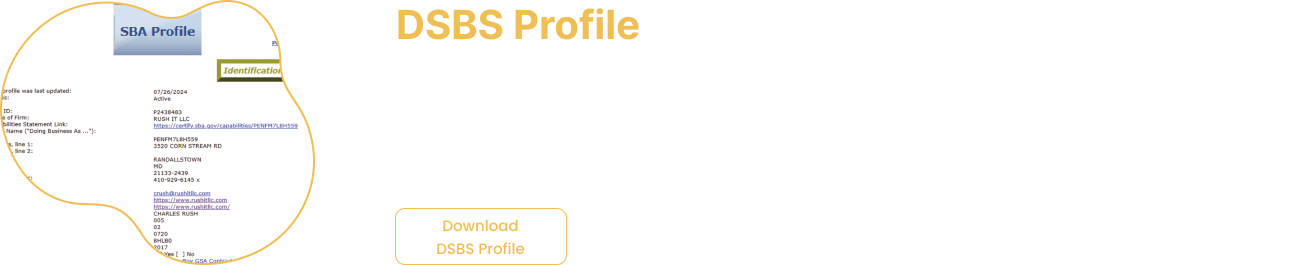 SBA Profile
DSBS Profile
Identification
profile was last updated:
07/26/2024
Active
ID:
P2438483
of Firm:
RUSH IT LLC
bilities Statement Link:
https://certify.sba.gov/capabilities/PENFM7L8H559
Name ("Doing Business As ..."):
PENFM7L8H559
line 1:
3520 CORN STREAM RD
line 2:
RANDALLSTOWN
MD
21133-2439
410-929-6145 x
crush@rushitllc.com
https://www.rushitllc.com
https://www.rushitllc.com/
CHARLES RUSH
005
02
0720
8HLB0
2017
Yes [ ] No
Buy GSA Contract
Download
DSBS Profile